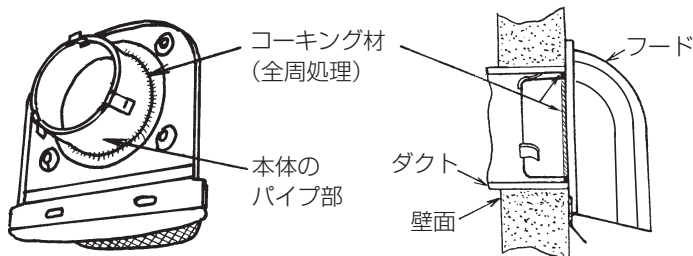 コーキング材
（全周処理）
本体の
パイプ部
フード
ダクト
壁面